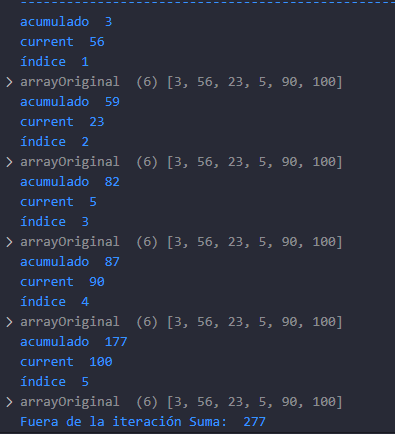 acumulado 3
current 56
índice 1
> arrayOriginal (6) [3, 56, 23, 5, 90, 100]
acumulado 59
current 23
índice 2
> arrayOriginal (6) [3, 56, 23, 5, 90, 100]
acumulado 82
current 5
índice 3
> arrayOriginal (6) [3, 56, 23, 5, 90, 100]
acumulado 87
current 90
índice 4
> arrayOriginal (6) [3, 56, 23, 5, 90, 100]
acumulado 177
current 100
índice 5
> arrayOriginal (6) [3, 56, 23, 5, 90, 100]
Fuera de la iteración Suma: 277